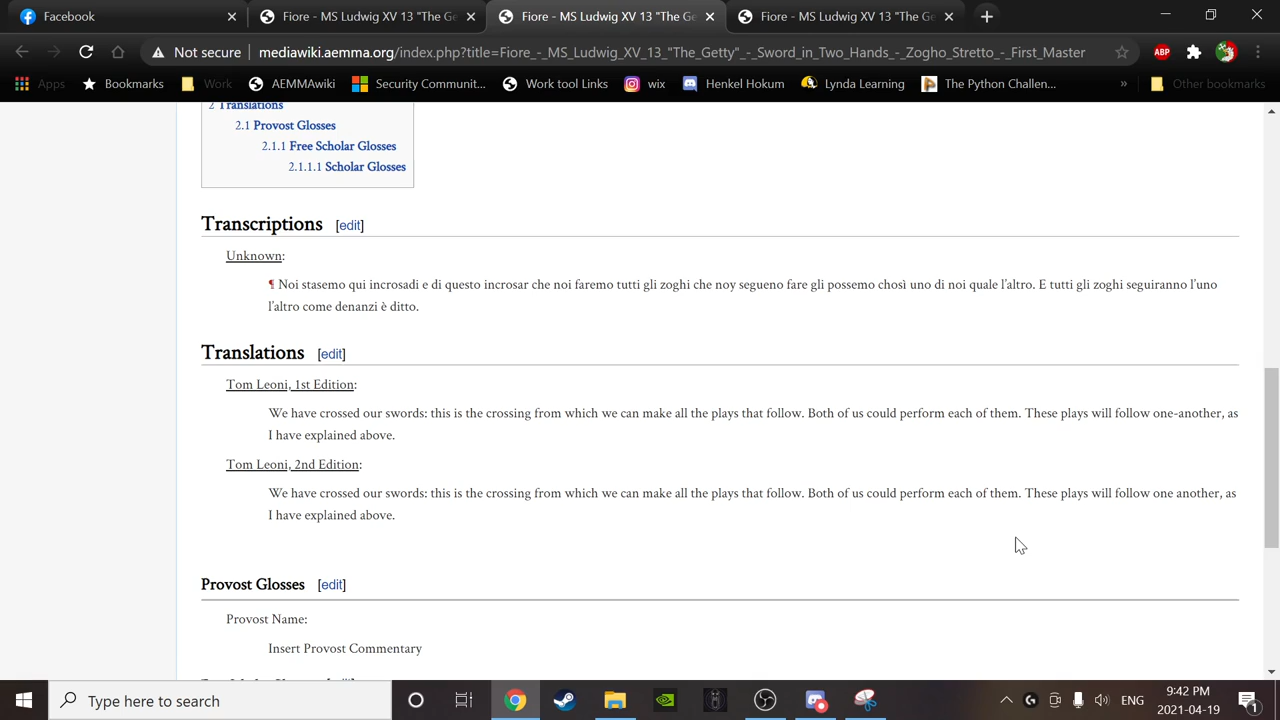 Facebook
Fiore - MS Ludwig XV 13 "The Ge
Fiore - MS Ludwig XV 13 "The Ge
Fiore - MS Ludwig XV 13 "The Ge
Not secure
mediawiki.aemma.org/index.php?title=Fiore_-_MS_Ludwig_XV_13_"The_Getty"_-_Sword_in_Two_Hands_-_Zogho_Stretto_-_First_Master
ABP
Apps
Bookmarks
Work
AEMMAwiki
Security Communit...
Work tool Links
wix
Henkel Hokum
Lynda Learning
The Python Challen...
»
Other bookmarks
2 Translations
2.1 Provost Glosses
2.1.1 Free Scholar Glosses
2.1.1.1 Scholar Glosses
Transcriptions [edit]
Unknown:
¶ Noi stasemo qui incrosadi e di questo incrosar che noi faremo tutti gli zoghi che noy segueno fare gli possemo chosì uno di noi quale l'altro. E tutti gli zoghi seguiranno l'uno
l'altro come denanzi è ditto.
Translations [edit]
Tom Leoni, 1st Edition:
We have crossed our swords: this is the crossing from which we can make all the plays that follow. Both of us could perform each of them. These plays will follow one-another, as
I have explained above.
Tom Leoni, 2nd Edition:
We have crossed our swords: this is the crossing from which we can make all the plays that follow. Both of us could perform each of them. These plays will follow one another, as
I have explained above.
Provost Glosses [edit]
Provost Name:
Insert Provost Commentary
Type here to search
ENG
9:42 PM
2021-04-19
1